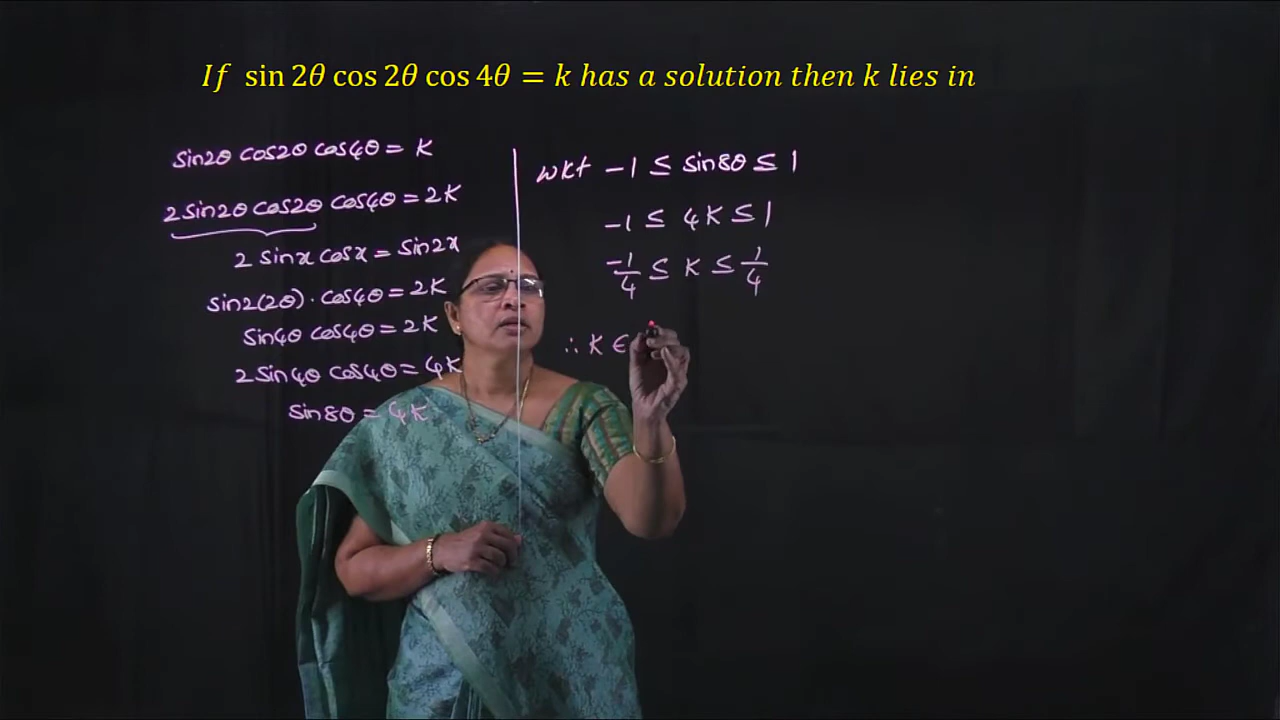 If sin 2θ cos 2θ cos 4θ = k has a solution then k lies in
sin2θ cos2θ cos4θ = K
2 sin2θ cos2θ cos4θ = 2K
2 sinx cosx = sin2x
sin2(2θ) . cos4θ = 2K
sin4θ cos4θ = 2K
2 sin4θ cos4θ = 4K
sin8θ = 4K
wkt -1 ≤ sin8θ ≤ 1
-1 ≤ 4K ≤ 1
-1/4 ≤ K ≤ 1/4
∴ K ∈